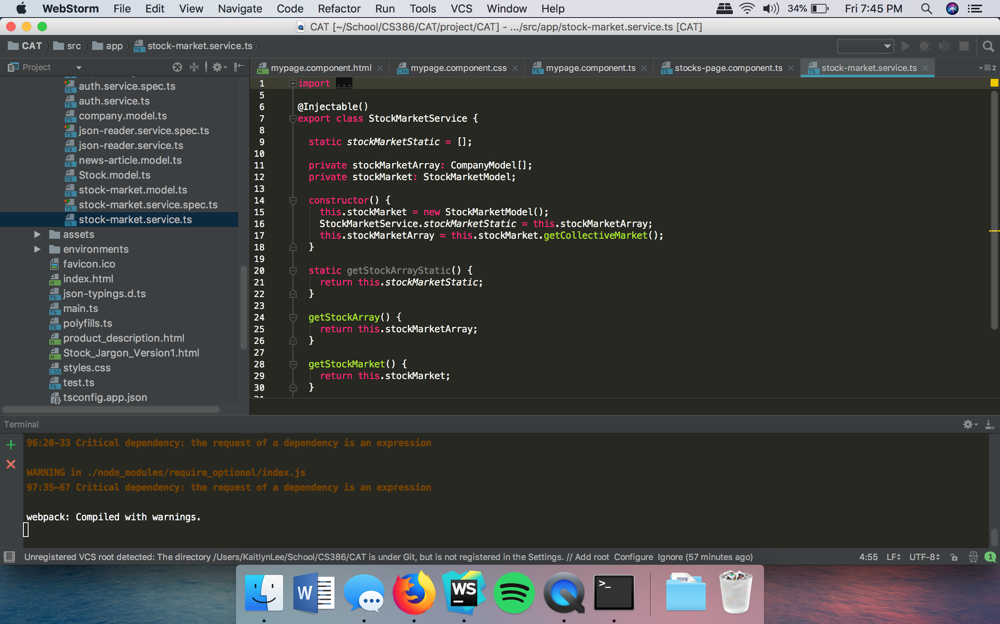 WebStorm File Edit View Navigate Code Refactor Run Tools VCS Window Help 34% Fri 7:45 PM
CAT [~/School/CS386/CAT/project/CAT] - .../src/app/stock-market.service.ts [CAT]
CAT src app stock-market.service.ts
Project
mypage.component.html mypage.component.css mypage.component.ts stocks-page.component.ts stock-market.service.ts 2
auth.service.spec.ts
auth.service.ts
company.model.ts
json-reader.service.spec.ts
json-reader.service.ts
news-article.model.ts
Stock.model.ts
stock-market.model.ts
stock-market.service.spec.ts
stock-market.service.ts
assets
environments
favicon.ico
index.html
json-typings.d.ts
main.ts
polyfills.ts
product_description.html
Stock_Jargon_Version1.html
styles.css
test.ts
tsconfig.app.json
1 import ...
5
6 @Injectable()
7 export class StockMarketService {
8
9 static stockMarketStatic = [];
10
11 private stockMarketArray: CompanyModel[];
12 private stockMarket: StockMarketModel;
13
14 constructor() {
15 this.stockMarket = new StockMarketModel();
16 StockMarketService.stockMarketStatic = this.stockMarketArray;
17 this.stockMarketArray = this.stockMarket.getCollectiveMarket();
18 }
19
20 static getStockArrayStatic() {
21 return this.stockMarketStatic;
22 }
23
24 getStockArray() {
25 return this.stockMarketArray;
26 }
27
28 getStockMarket() {
29 return this.stockMarket;
30 }
Terminal
96:20-33 Critical dependency: the request of a dependency is an expression
WARNING in ./node_modules/require_optional/index.js
97:35-67 Critical dependency: the request of a dependency is an expression
webpack: Compiled with warnings.
Unregistered VCS root detected: The directory /Users/KaitlynLee/School/CS386/CAT is under Git, but is not registered in the Settings. // Add root Configure Ignore (57 minutes ago) 4:55 LF UTF-8 1
W WS >_